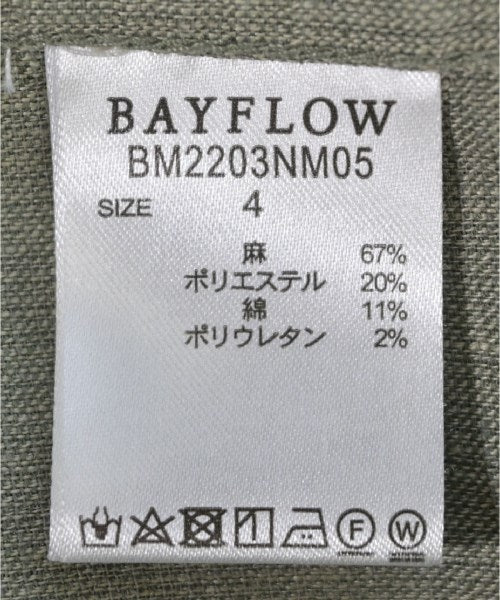 BAYFLOW
BM2203NM05
SIZE 4
麻 67%
ポリエステル 20%
綿 11%
ポリウレタン 2%
F W